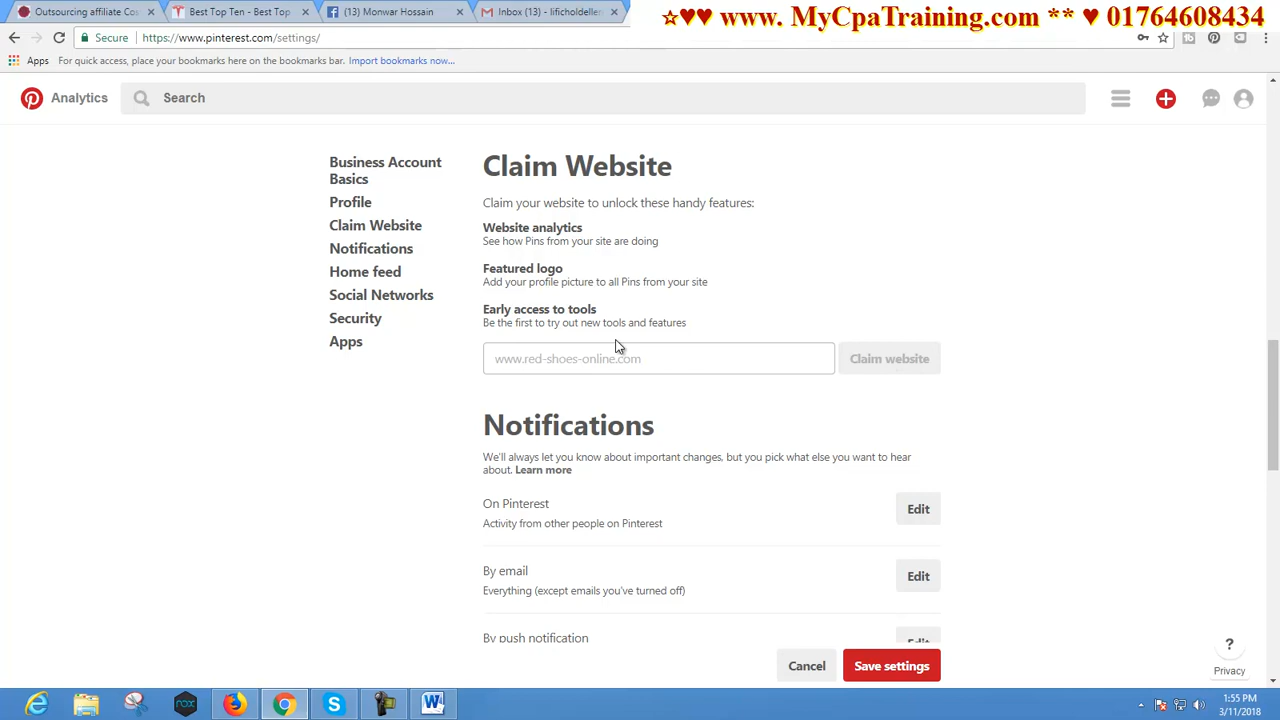 Outsourcing affiliate Co
Best Top Ten - Best Top
(13) Monwar Hossain
Inbox (13) - lificholdellen
☆♥♥ www. MyCpaTraining.com ** ♥ 01764608434
Secure https://www.pinterest.com/settings/
Apps For quick access, place your bookmarks here on the bookmarks bar. Import bookmarks now...
Analytics
Search
Business Account
Basics
Profile
Claim Website
Notifications
Home feed
Social Networks
Security
Apps
Claim Website
Claim your website to unlock these handy features:
Website analytics
See how Pins from your site are doing
Featured logo
Add your profile picture to all Pins from your site
Early access to tools
Be the first to try out new tools and features
www.red-shoes-online.com
Claim website
Notifications
We'll always let you know about important changes, but you pick what else you want to hear
about. Learn more
On Pinterest
Activity from other people on Pinterest
Edit
By email
Everything (except emails you've turned off)
Edit
By push notification
Edit
Cancel
Save settings
?
Privacy
1:55 PM
3/11/2018